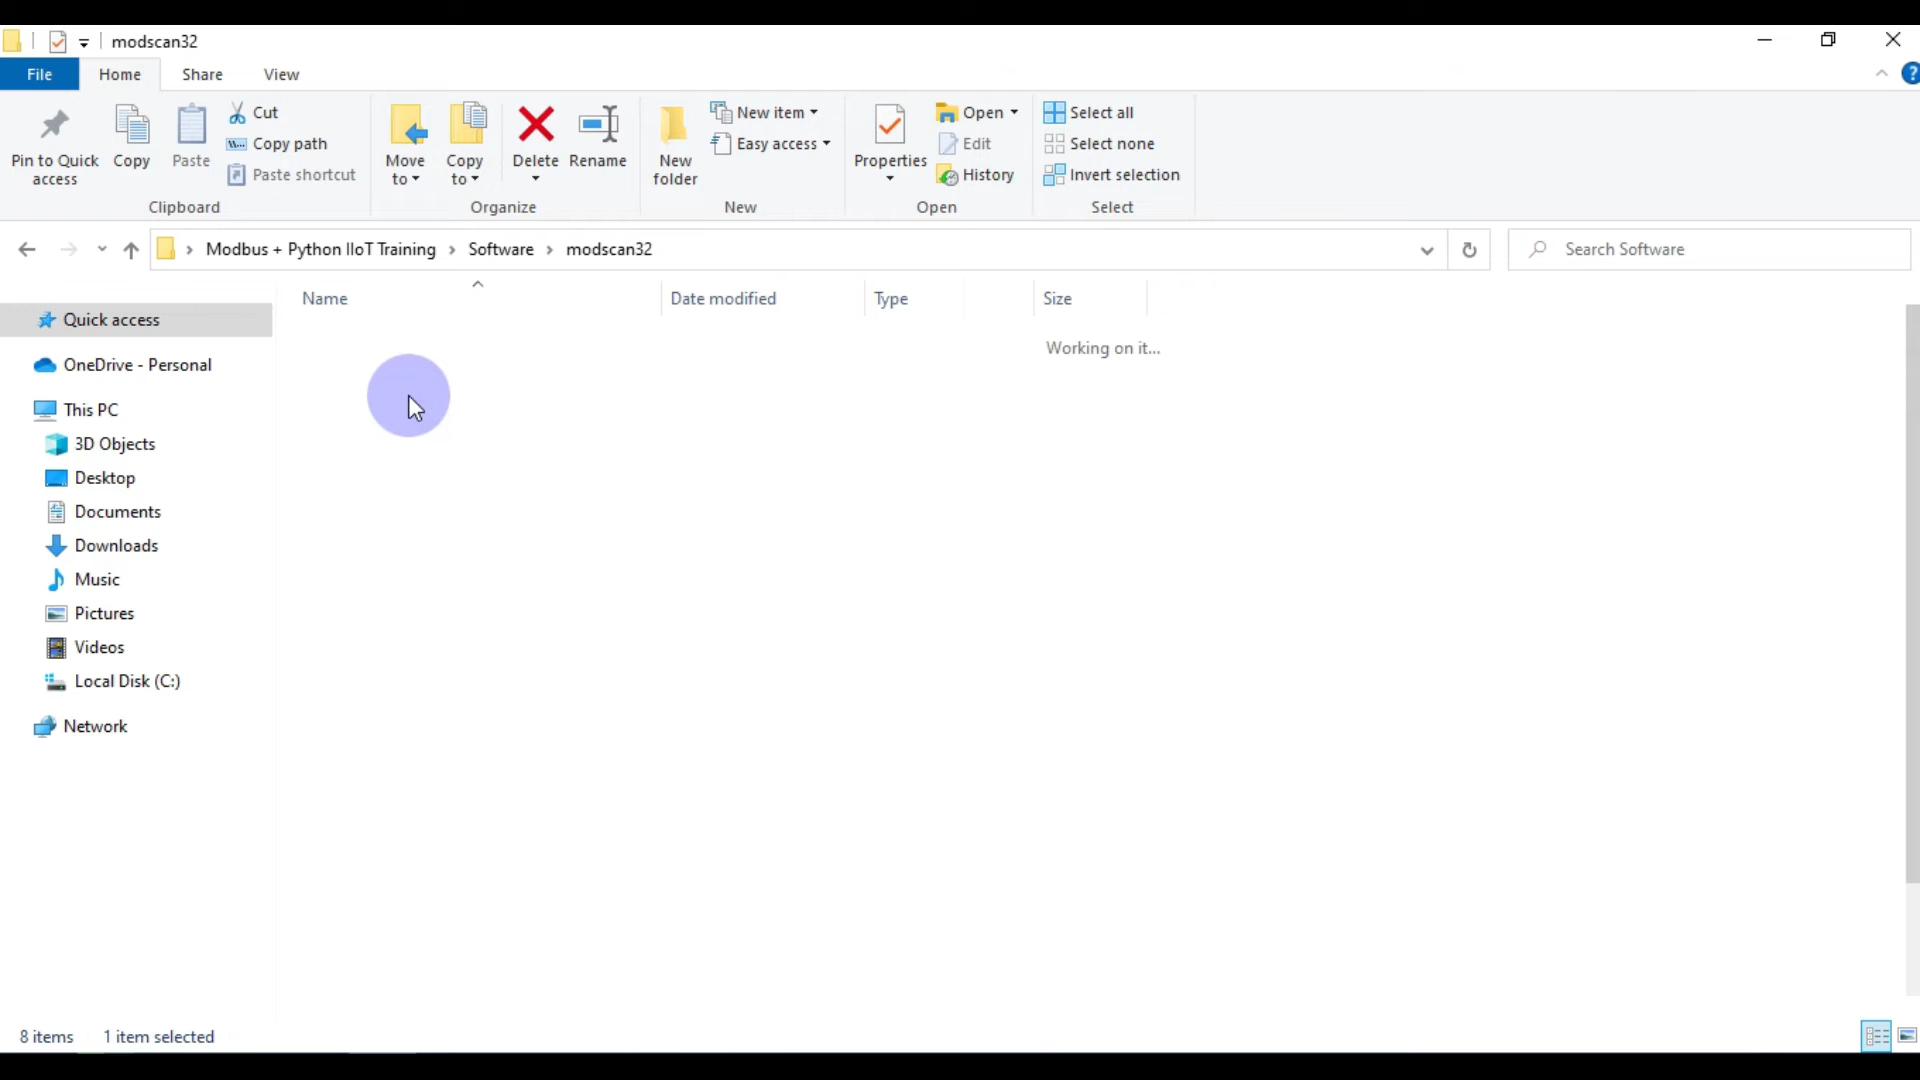 modscan32
File Home Share View
Pin to Quick access
Copy
Paste
Cut
Copy path
Paste shortcut
Clipboard
Move to
Copy to
Delete
Rename
Organize
New folder
New item
Easy access
New
Properties
Open
Edit
History
Open
Select all
Select none
Invert selection
Select
Modbus + Python IIoT Training › Software › modscan32
Search Software
Name Date modified Type Size
Working on it...
Quick access
OneDrive - Personal
This PC
3D Objects
Desktop
Documents
Downloads
Music
Pictures
Videos
Local Disk (C:)
Network
8 items 1 item selected